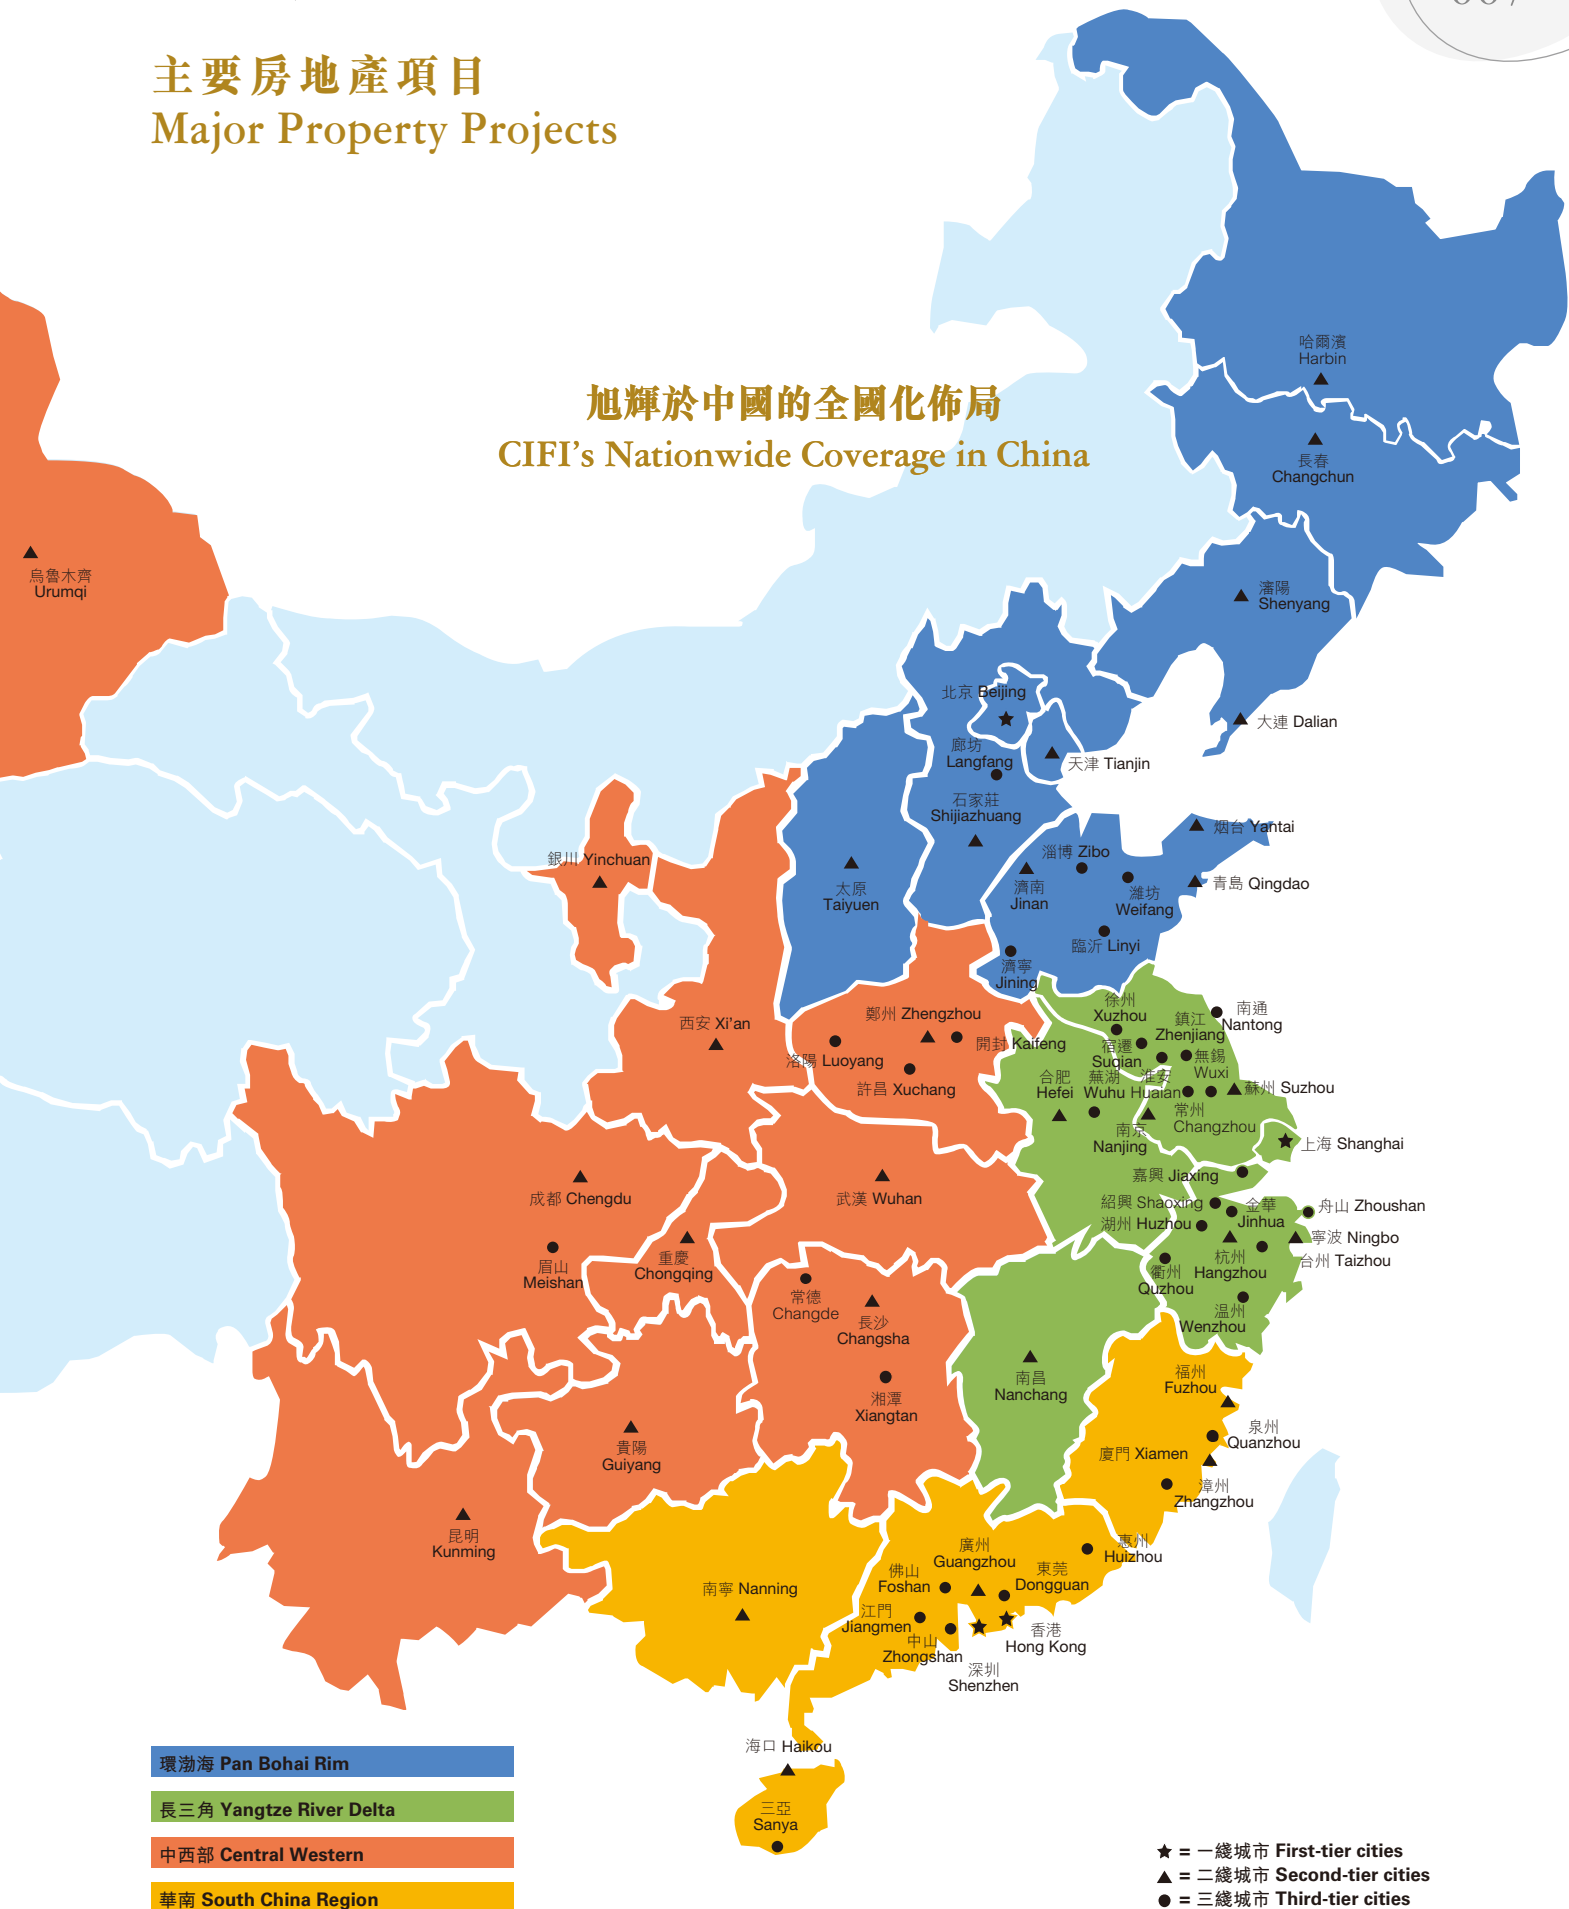 主要房地產項目
Major Property Projects
旭輝於中國的全國化佈局
CIFI's Nationwide Coverage in China
哈爾濱
Harbin
長春
Changchun
烏魯木齊
Urumqi
瀋陽
Shenyang
北京 Beijing
大連 Dalian
廊坊
Langfang
天津 Tianjin
石家莊
Shijiazhuang
烟台 Yantai
淄博 Zibo
銀川 Yinchuan
太原
Taiyuen
濟南
Jinan
濰坊
Weifang
青島 Qingdao
臨沂 Linyi
濟寧
Jining
西安 Xi'an
鄭州 Zhengzhou
徐州
Xuzhou
南通
Nantong
鎮江
Zhenjiang
洛陽 Luoyang
開封 Kaifeng
宿遷
Suqian
無錫
Wuxi
許昌 Xuchang
合肥
Hefei
蕪湖
Wuhu
淮安
Huaian
蘇州 Suzhou
常州
Changzhou
南京
Nanjing
上海 Shanghai
嘉興 Jiaxing
成都 Chengdu
武漢 Wuhan
紹興 Shaoxing
金華
Jinhua
舟山 Zhoushan
湖州 Huzhou
寧波 Ningbo
眉山
Meishan
重慶
Chongqing
杭州
Hangzhou
台州 Taizhou
衢州
Quzhou
常德
Changde
長沙
Changsha
温州
Wenzhou
南昌
Nanchang
福州
Fuzhou
湘潭
Xiangtan
泉州
Quanzhou
貴陽
Guiyang
廈門 Xiamen
漳州
Zhangzhou
昆明
Kunming
廣州
Guangzhou
惠州
Huizhou
佛山
Foshan
東莞
Dongguan
南寧 Nanning
江門
Jiangmen
中山
Zhongshan
香港
Hong Kong
深圳
Shenzhen
海口 Haikou
三亞
Sanya
環渤海 Pan Bohai Rim
長三角 Yangtze River Delta
中西部 Central Western
華南 South China Region
★ = 一綫城市 First-tier cities
▲ = 二綫城市 Second-tier cities
● = 三綫城市 Third-tier cities